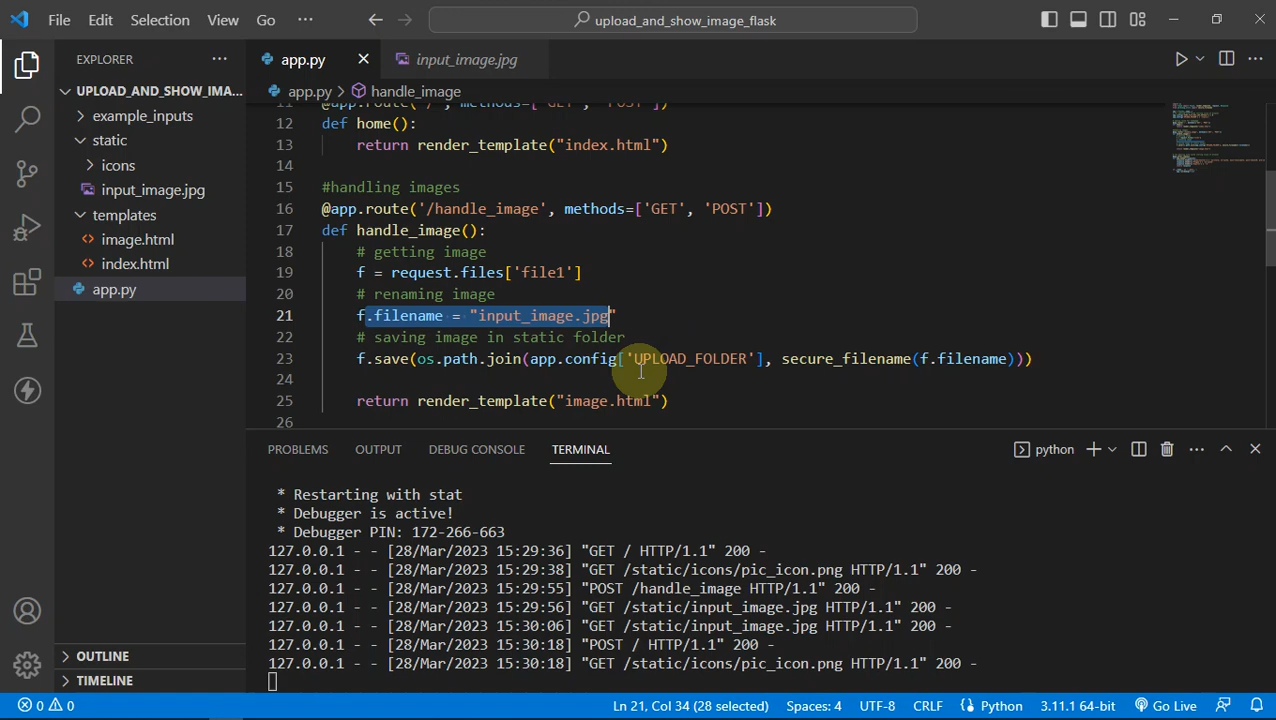 File Edit Selection View Go ··· upload_and_show_image_flask
EXPLORER ···
UPLOAD_AND_SHOW_IMA...
example_inputs
static
icons
input_image.jpg
templates
image.html
index.html
app.py
OUTLINE
TIMELINE
app.py input_image.jpg
app.py > handle_image
11 @app.route('/', methods=['GET', 'POST'])
12 def home():
13 return render_template("index.html")
14
15 #handling images
16 @app.route('/handle_image', methods=['GET', 'POST'])
17 def handle_image():
18 # getting image
19 f = request.files['file1']
20 # renaming image
21 f.filename = "input_image.jpg"
22 # saving image in static folder
23 f.save(os.path.join(app.config['UPLOAD_FOLDER'], secure_filename(f.filename)))
24
25 return render_template("image.html")
26
PROBLEMS OUTPUT DEBUG CONSOLE TERMINAL python
* Restarting with stat
* Debugger is active!
* Debugger PIN: 172-266-663
127.0.0.1 - - [28/Mar/2023 15:29:36] "GET / HTTP/1.1" 200 -
127.0.0.1 - - [28/Mar/2023 15:29:38] "GET /static/icons/pic_icon.png HTTP/1.1" 200 -
127.0.0.1 - - [28/Mar/2023 15:29:55] "POST /handle_image HTTP/1.1" 200 -
127.0.0.1 - - [28/Mar/2023 15:29:56] "GET /static/input_image.jpg HTTP/1.1" 200 -
127.0.0.1 - - [28/Mar/2023 15:30:06] "GET /static/input_image.jpg HTTP/1.1" 200 -
127.0.0.1 - - [28/Mar/2023 15:30:18] "POST / HTTP/1.1" 200 -
127.0.0.1 - - [28/Mar/2023 15:30:18] "GET /static/icons/pic_icon.png HTTP/1.1" 200 -
0 0 Ln 21, Col 34 (28 selected) Spaces: 4 UTF-8 CRLF Python 3.11.1 64-bit Go Live